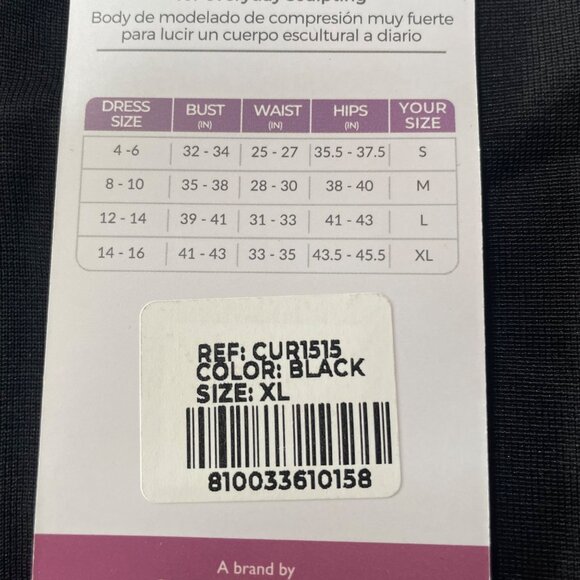 for everyday sculpting
Body de modelado de compresión muy fuerte
para lucir un cuerpo escultural a diario
DRESS SIZE BUST (IN) WAIST (IN) HIPS (IN) YOUR SIZE
4 -6 32 - 34 25 - 27 35.5 - 37.5 S
8 - 10 35 - 38 28 - 30 38 - 40 M
12 - 14 39 - 41 31 - 33 41 - 43 L
14 - 16 41 - 43 33 - 35 43.5 - 45.5 XL
REF: CUR1515
COLOR: BLACK
SIZE: XL
810033610158
A brand by